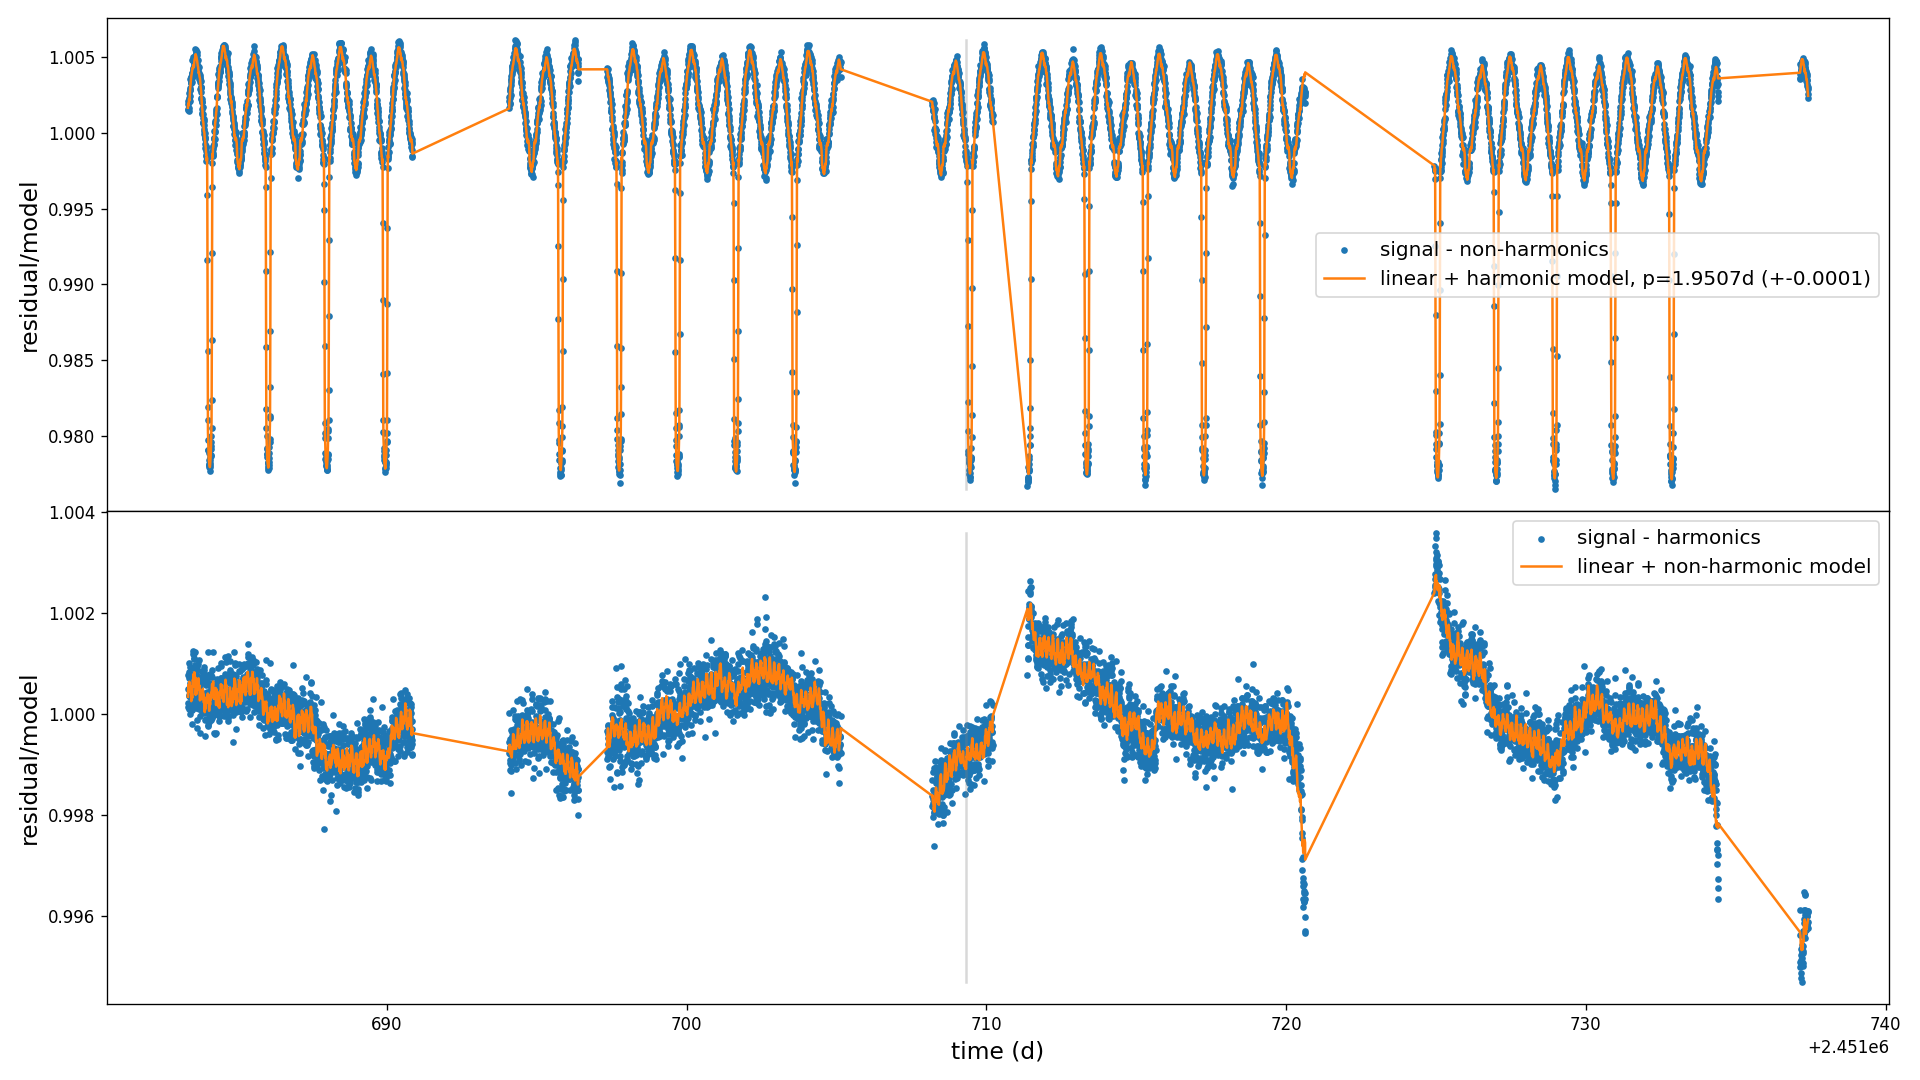 1.005
1.000
0.995
0.990
0.985
0.980
residual/model
signal - non-harmonics
linear + harmonic model, p=1.9507d (+-0.0001)
1.004
1.002
1.000
0.998
0.996
residual/model
signal - harmonics
linear + non-harmonic model
690
700
710
720
730
740
time (d)
+2.451e6